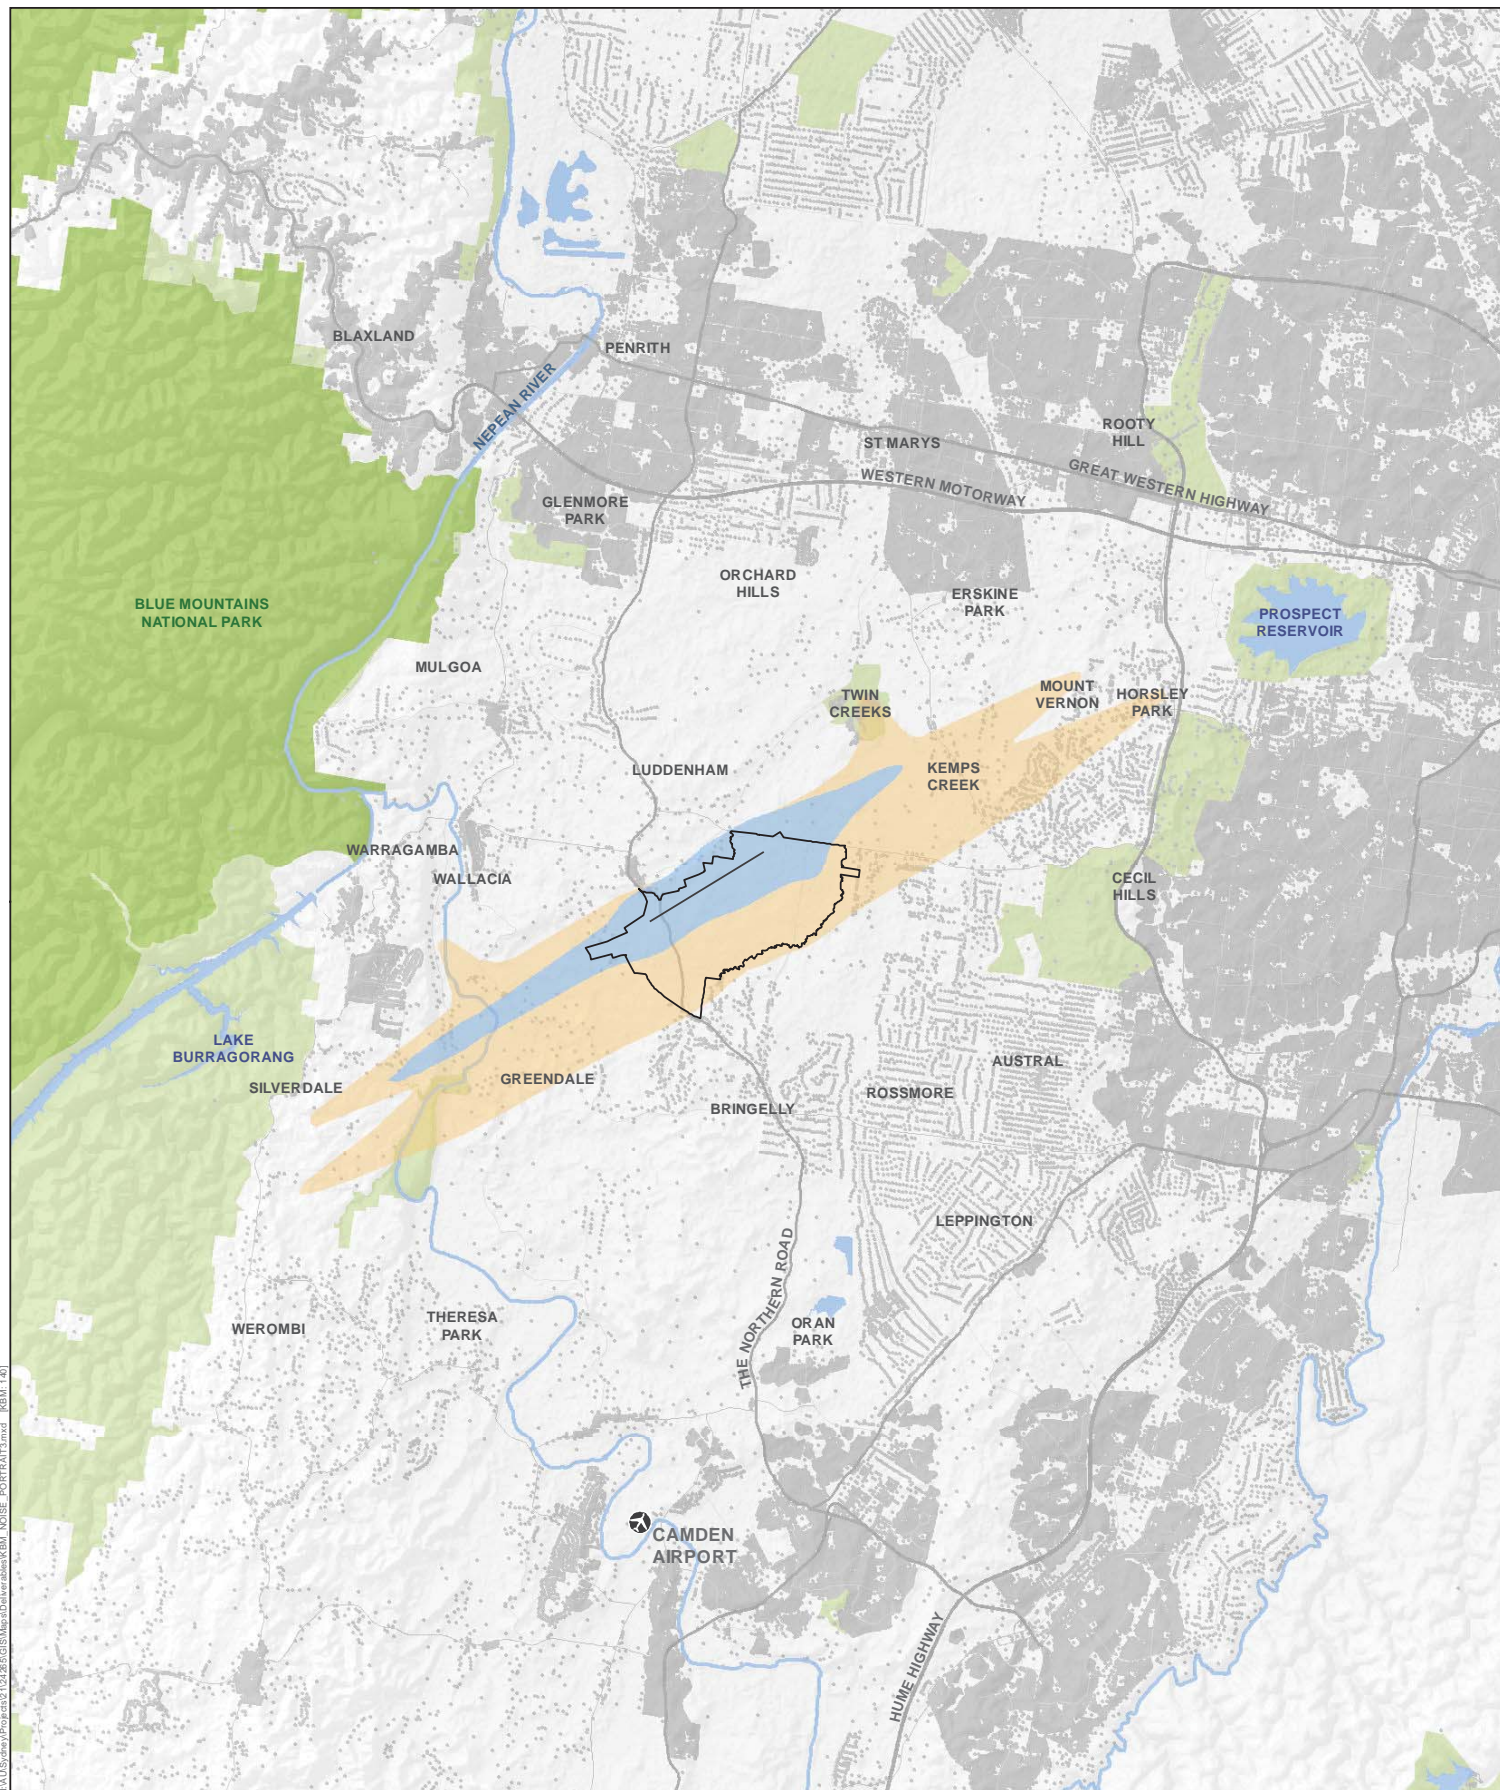 BLAXLAND
PENRITH
NEPEAN RIVER
ROOTY
HILL
ST MARYS
GREAT WESTERN HIGHWAY
WESTERN MOTORWAY
GLENMORE
PARK
ORCHARD
HILLS
ERSKINE
PARK
BLUE MOUNTAINS
NATIONAL PARK
PROSPECT
RESERVOIR
MULGOA
TWIN
CREEKS
MOUNT
VERNON
HORSLEY
PARK
LUDDENHAM
KEMPS
CREEK
WARRAGAMBA
WALLACIA
CECIL
HILLS
LAKE
BURRAGORANG
SILVERDALE
GREENDALE
AUSTRAL
ROSSMORE
BRINGELLY
LEPPINGTON
THE NORTHERN ROAD
WEROMBI
THERESA
PARK
ORAN
PARK
CAMDEN
AIRPORT
HUME HIGHWAY